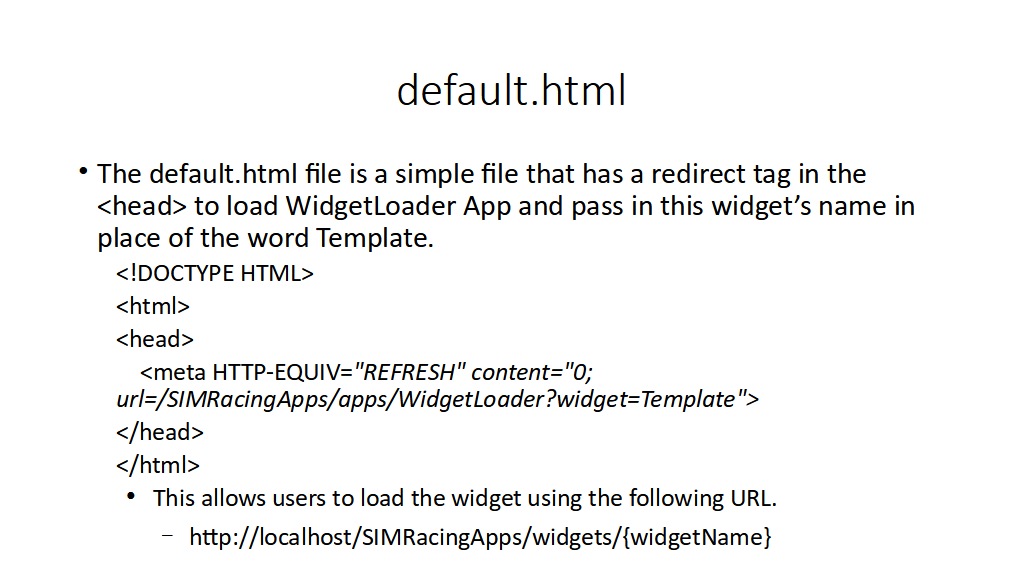 default.html
• The default.html file is a simple file that has a redirect tag in the
<head> to load WidgetLoader App and pass in this widget’s name in
place of the word Template.
<!DOCTYPE HTML>
<html>
<head>
<meta HTTP-EQUIV="REFRESH" content="0;
url=/SIMRacingApps/apps/WidgetLoader?widget=Template">
</head>
</html>
• This allows users to load the widget using the following URL.
– http://localhost/SIMRacingApps/widgets/{widgetName}